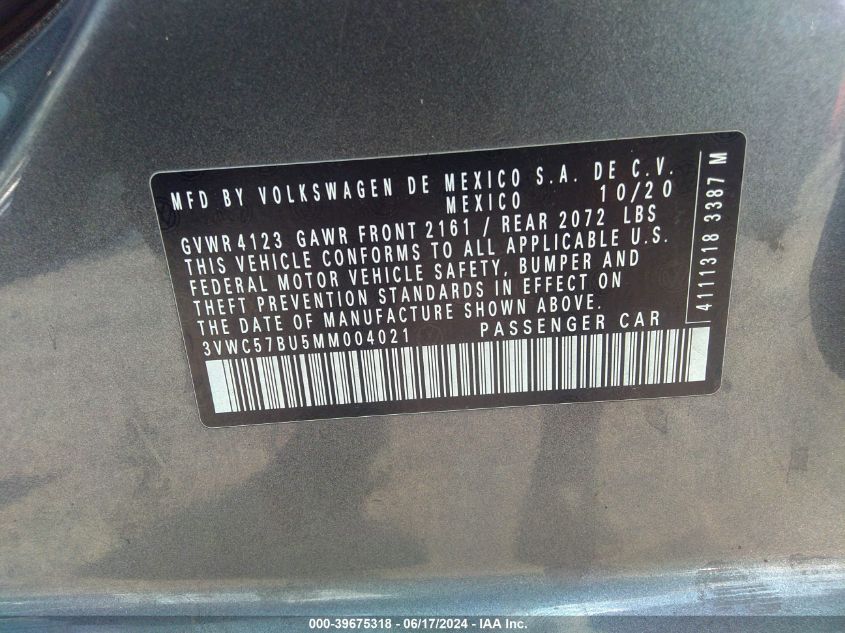 MFD BY VOLKSWAGEN DE MEXICO S.A. DE C.V.
MEXICO 10/20
GVWR 4123 GAWR FRONT 2161 / REAR 2072 LBS
THIS VEHICLE CONFORMS TO ALL APPLICABLE U.S.
FEDERAL MOTOR VEHICLE SAFETY, BUMPER AND
THEFT PREVENTION STANDARDS IN EFFECT ON
THE DATE OF MANUFACTURE SHOWN ABOVE.
3VWC57BU5MM004021 PASSENGER CAR
4111318 3387 M
000-39675318 - 06/17/2024 - IAA Inc.